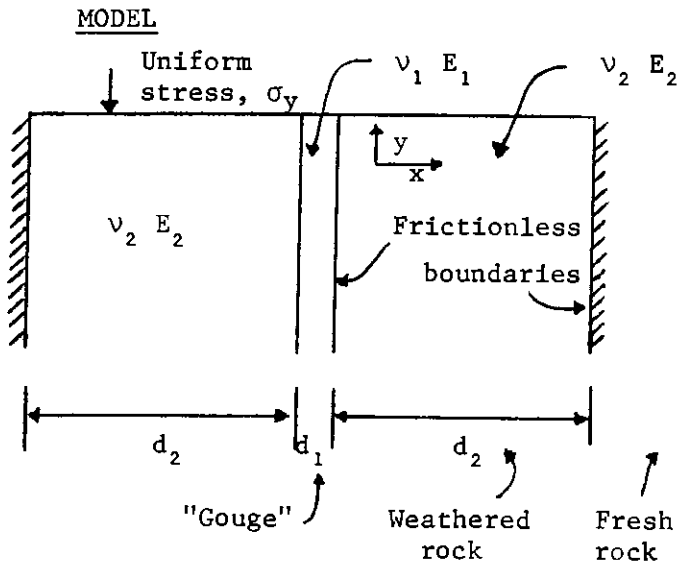 MODEL
Uniform
stress, σy
ν1 E1
ν2 E2
y
x
ν2 E2
Frictionless
boundaries
d2
d1
d2
"Gouge"
Weathered
rock
Fresh
rock